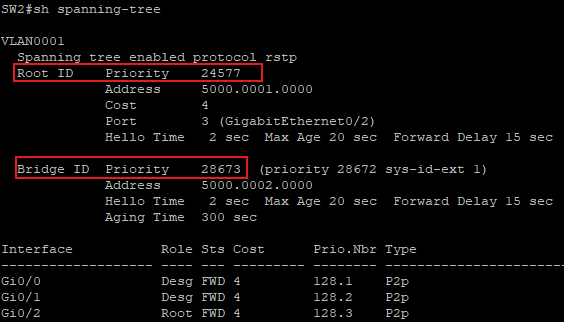 SW2#sh spanning-tree
VLAN0001
Spanning tree enabled protocol rstp
Root ID Priority 24577
Address 5000.0001.0000
Cost 4
Port 3 (GigabitEthernet0/2)
Hello Time 2 sec Max Age 20 sec Forward Delay 15 sec
Bridge ID Priority 28673 (priority 28672 sys-id-ext 1)
Address 5000.0002.0000
Hello Time 2 sec Max Age 20 sec Forward Delay 15 sec
Aging Time 300 sec
Interface Role Sts Cost Prio.Nbr Type
------------------- ---- --- --------- -------- --------------------------------
Gi0/0 Desg FWD 4 128.1 P2p
Gi0/1 Desg FWD 4 128.2 P2p
Gi0/2 Root FWD 4 128.3 P2p